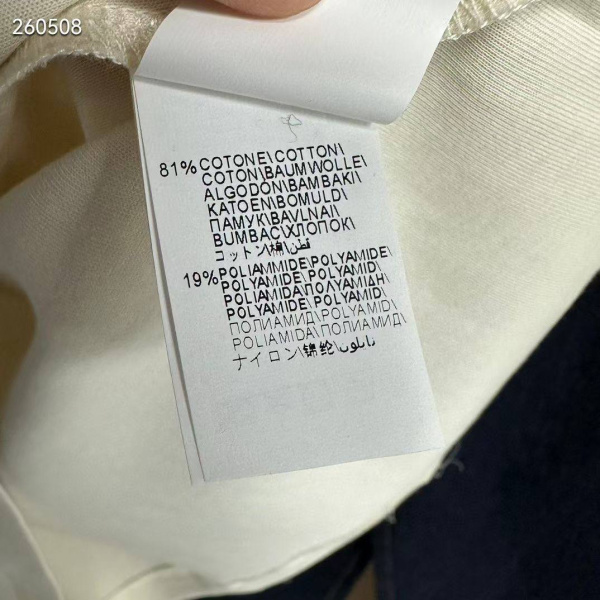 260508
81% COTONE\COTTON\
COTON\BAUMWOLLE\
ALGODÓN\BAMBAKI\
KATOEN\BOMULD\
ПАМУК\BAVLNAI\
BUMBAC\ХЛОПОК\
コットン\棉\قطن\
19% POLIAMMIDE\POLYAMIDE\
POLYAMIDE\POLYAMID\
POLIAMIDA\ΠΟΛΥΑΜΙΔΗ\
POLYAMIDE\POLYAMID\
ПОЛИАМИД\POLYAMID\
POLIAMIDA\ПОЛИАМИД\
ナイロン\锦纶\نايلون\